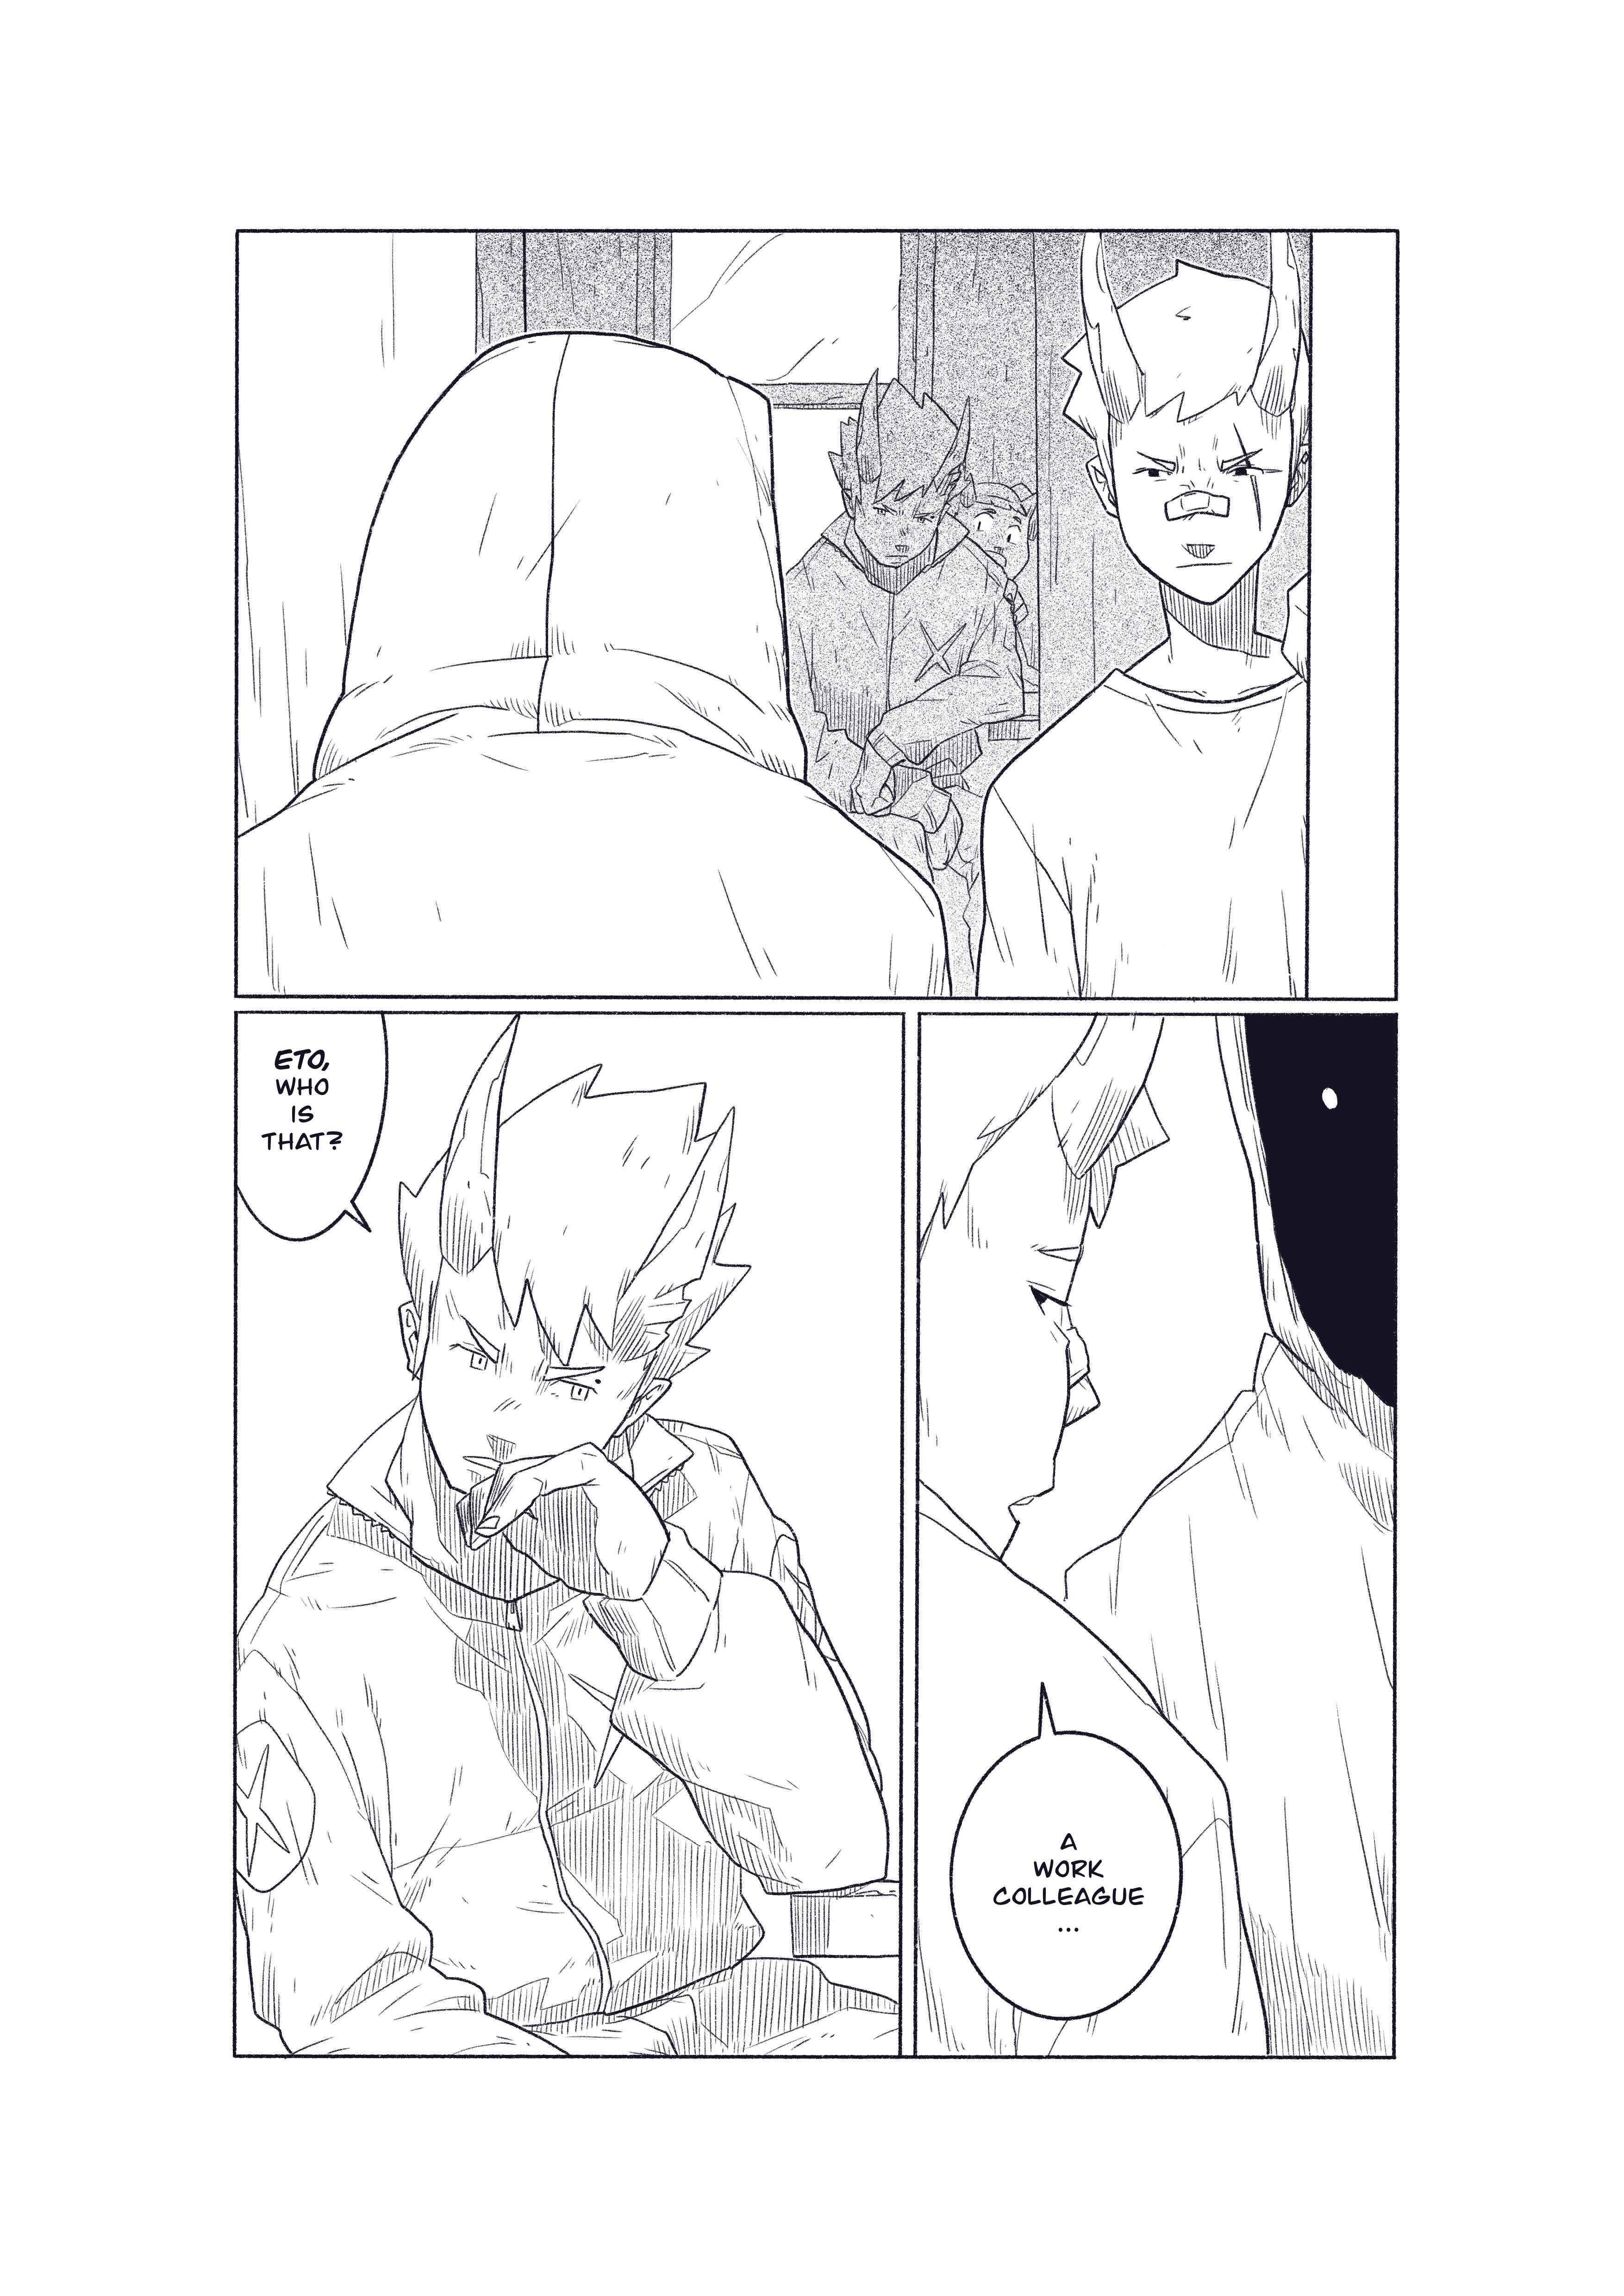 ETO,
WHO
IS
THAT?
A
WORK
COLLEAGUE
...